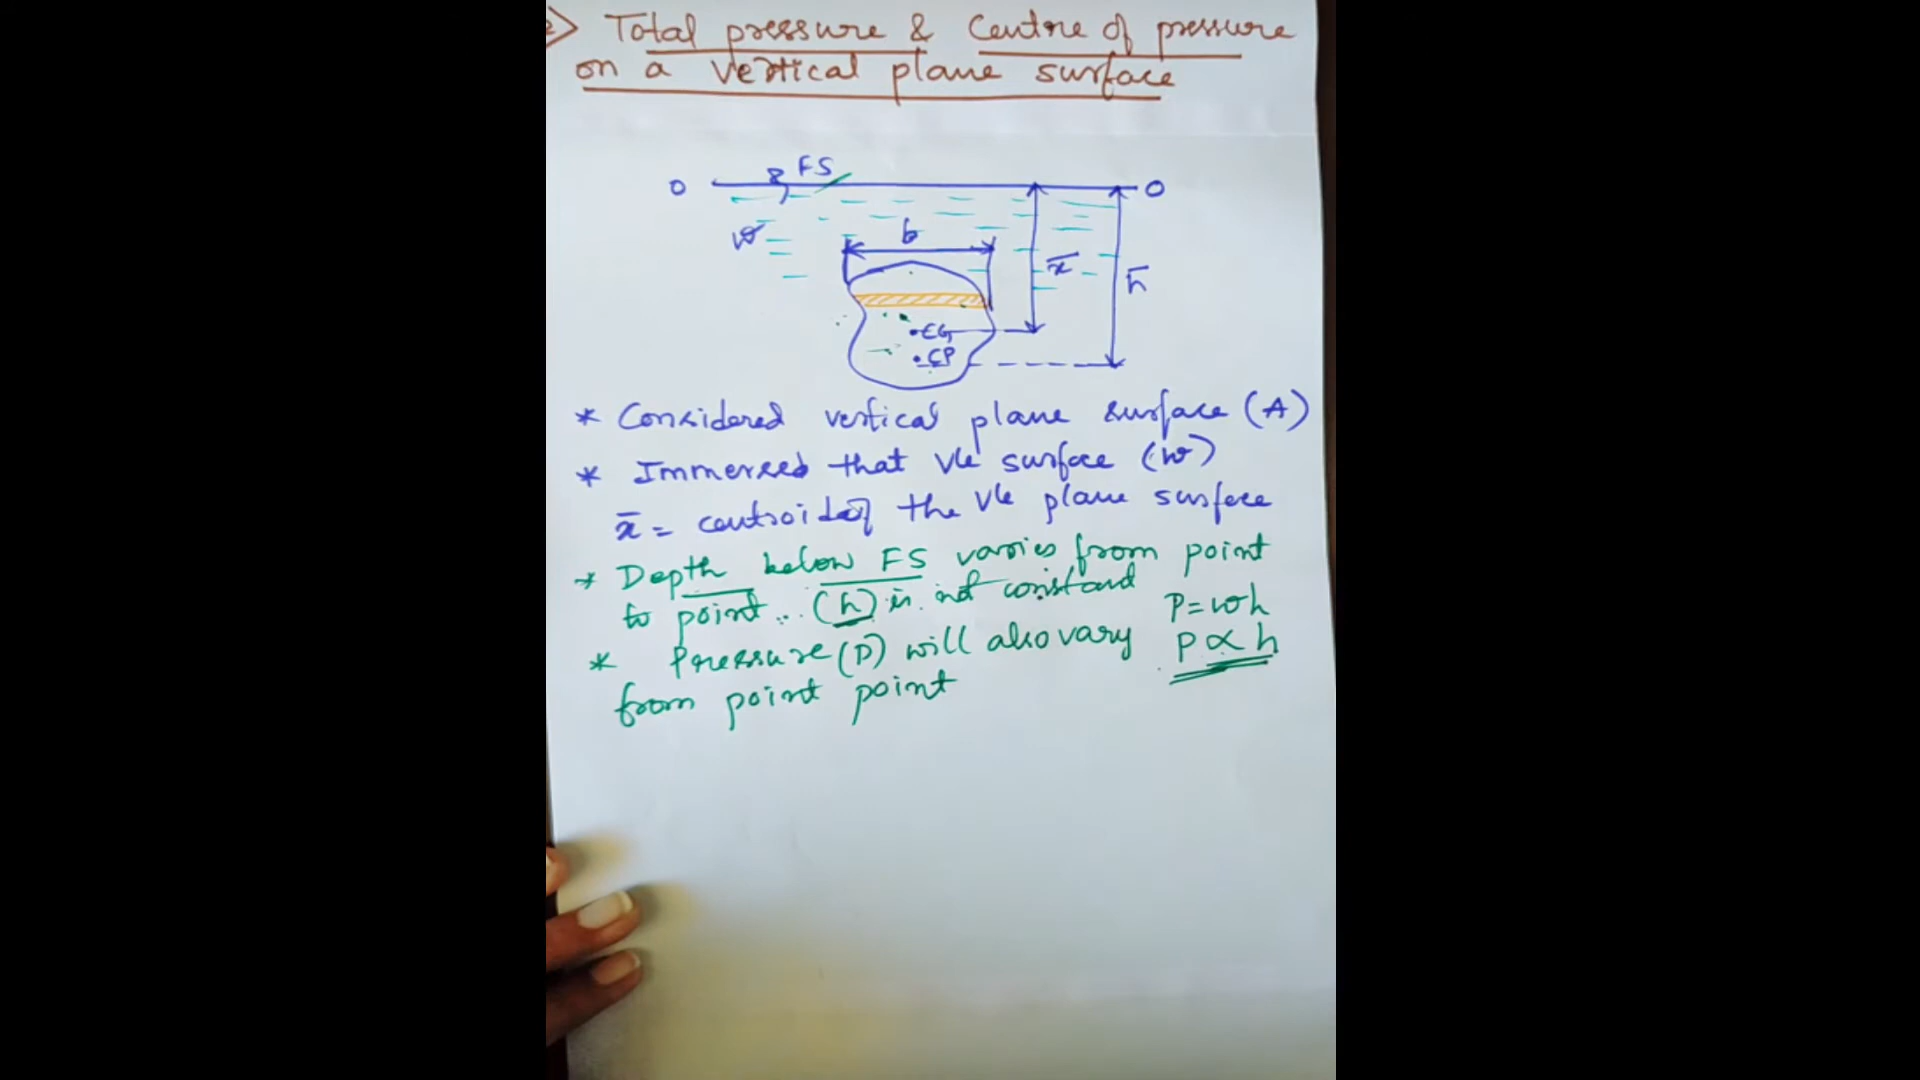 2> Total pressure & Centre of pressure
on a vertical plane surface
FS
O O
w
b
x̄
h̄
CG
CP
* Considered vertical plane surface (A)
* Immersed that Vle surface (w)
x̄ = centroid of the Vle plane surface
* Depth below FS varies from point
to point.. (h) is not constand
P=wh
* Pressure (P) will also vary P ∝ h
from point point